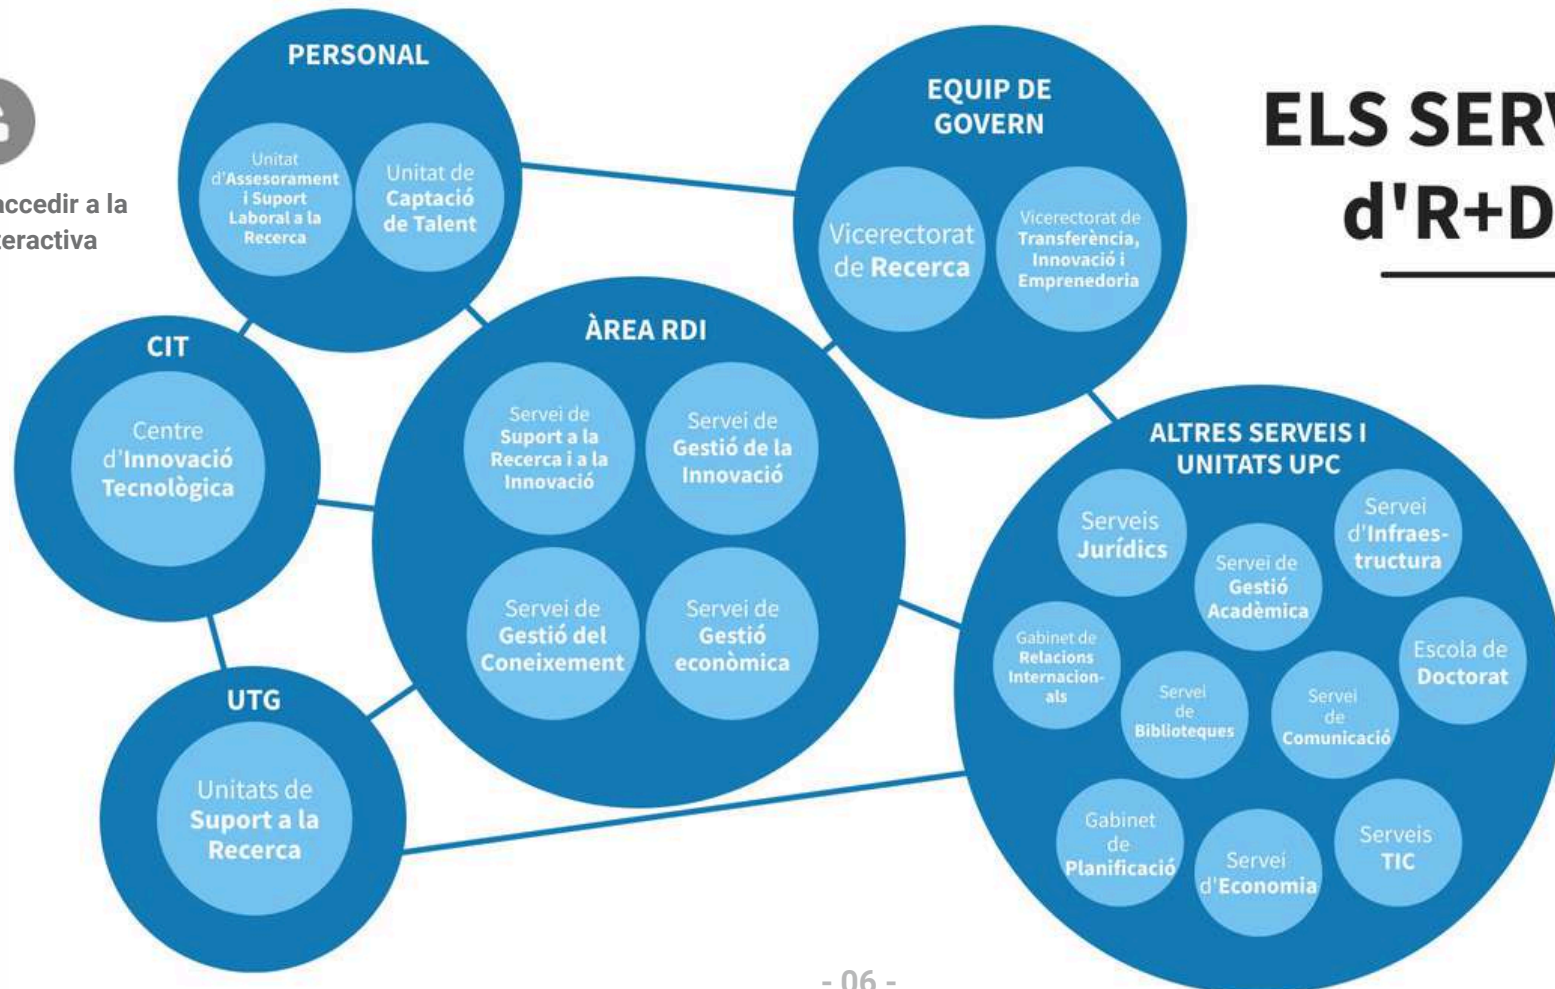 PERSONAL
Unitat
d'Assesorament
i Suport
Laboral a la
Recerca
Unitat de
Captació
de Talent
EQUIP DE
GOVERN
Vicerectorat
de Recerca
Vicerectorat de
Transferència,
Innovació i
Emprenedoria
ELS SERV
d'R+D
accedir a la
teractiva
CIT
Centre
d'Innovació
Tecnològica
ÀREA RDI
Servei de
Suport a la
Recerca i a la
Innovació
Servei de
Gestió de la
Innovació
Servei de
Gestió del
Coneixement
Servei de
Gestió
econòmica
UTG
Unitats de
Suport a la
Recerca
ALTRES SERVEIS I
UNITATS UPC
Serveis
Jurídics
Servei de
Gestió
Acadèmica
Servei
d'Infraes-
tructura
Gabinet de
Relacions
Internacion-
als
Servei
de
Biblioteques
Servei
de
Comunicació
Escola de
Doctorat
Gabinet
de
Planificació
Servei
d'Economia
Serveis
TIC
- 06 -